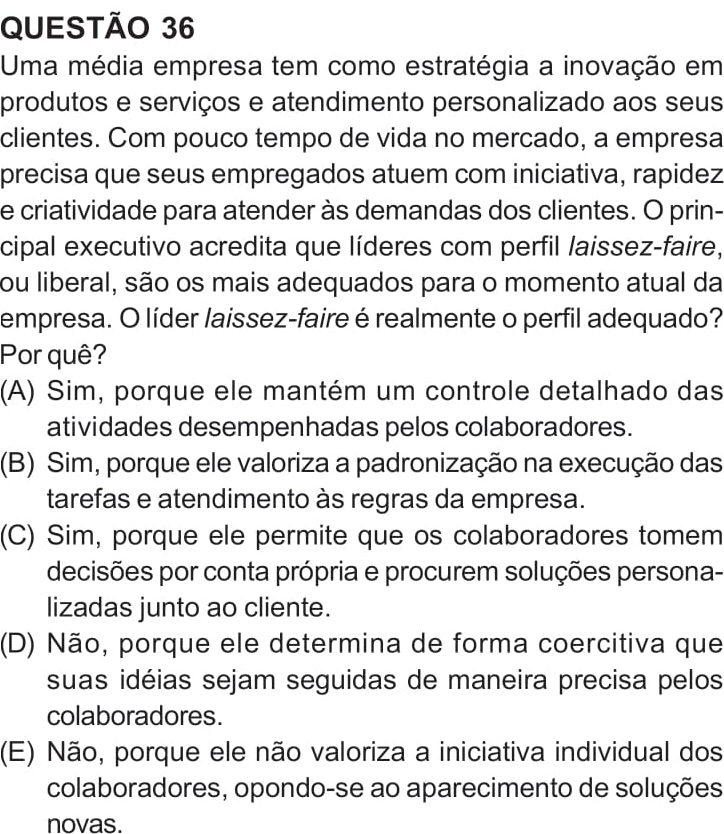 QUESTÃO 36
Uma média empresa tem como estratégia a inovação em
produtos e serviços e atendimento personalizado aos seus
clientes. Com pouco tempo de vida no mercado, a empresa
precisa que seus empregados atuem com iniciativa, rapidez
e criatividade para atender às demandas dos clientes. O prin-
cipal executivo acredita que líderes com perfil laissez-faire,
ou liberal, são os mais adequados para o momento atual da
empresa. O líder laissez-faire é realmente o perfil adequado?
Por quê?
(A) Sim, porque ele mantém um controle detalhado das
atividades desempenhadas pelos colaboradores.
(B) Sim, porque ele valoriza a padronização na execução das
tarefas e atendimento às regras da empresa.
(C) Sim, porque ele permite que os colaboradores tomem
decisões por conta própria e procurem soluções persona-
lizadas junto ao cliente.
(D) Não, porque ele determina de forma coercitiva que
suas idéias sejam seguidas de maneira precisa pelos
colaboradores.
(E) Não, porque ele não valoriza a iniciativa individual dos
colaboradores, opondo-se ao aparecimento de soluções
novas.